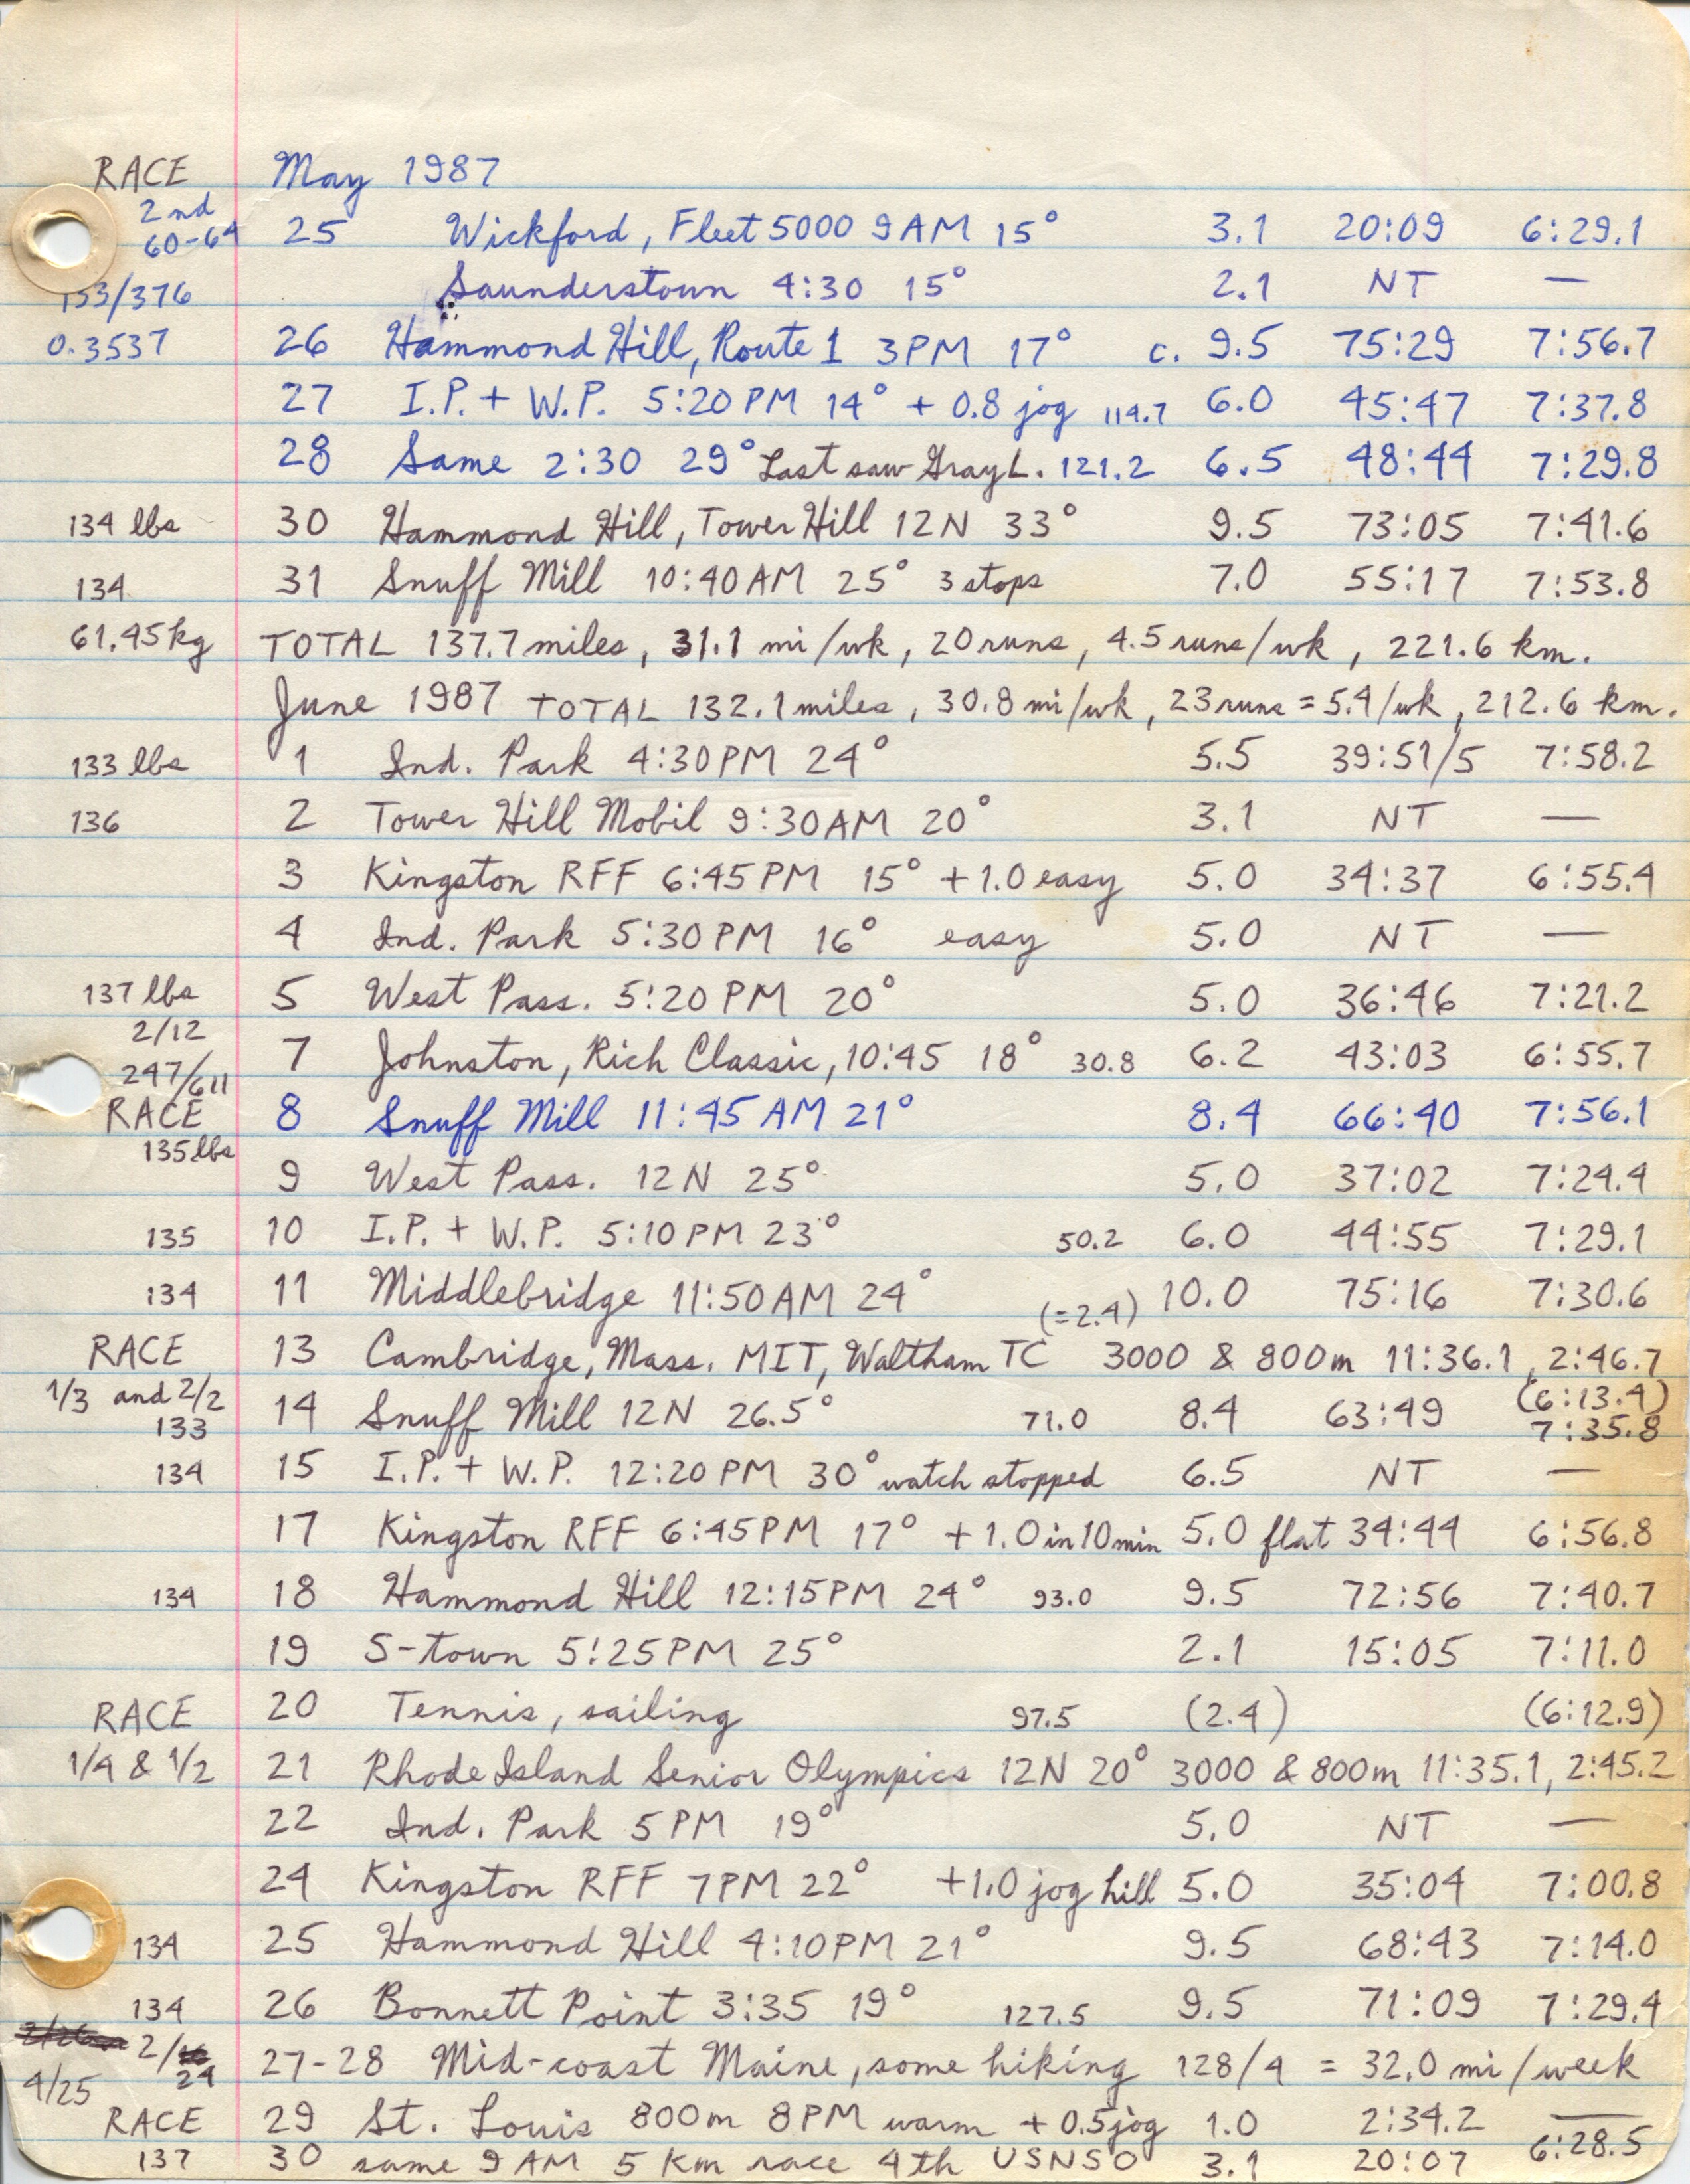 RACE May 1987
2nd
60-64 25 Wickford, Fleet 5000 9AM 15° 3.1 20:09 6:29.1
153/376 Saunderstown 4:30 15° 2.1 NT —
0.3537 26 Hammond Hill, Route 1 3PM 17° c. 9.5 75:29 7:56.7
27 I.P. + W.P. 5:20PM 14° + 0.8 jog 114.7 6.0 45:47 7:37.8
28 Same 2:30 29° Last saw Gray L. 121.2 6.5 48:44 7:29.8
134 lbs 30 Hammond Hill, Tower Hill 12N 33° 9.5 73:05 7:41.6
134 31 Snuff Mill 10:40AM 25° 3 stops 7.0 55:17 7:53.8
61.45kg TOTAL 137.7 miles, 31.1 mi/wk, 20 runs, 4.5 runs/wk, 221.6 km.
June 1987 TOTAL 132.1 miles, 30.8 mi/wk, 23 runs = 5.4/wk, 212.6 km.
133 lbs 1 Ind. Park 4:30PM 24° 5.5 39:51/5 7:58.2
136 2 Tower Hill Mobil 9:30AM 20° 3.1 NT —
3 Kingston RFF 6:45PM 15° +1.0 easy 5.0 34:37 6:55.4
4 Ind. Park 5:30PM 16° easy 5.0 NT —
137 lbs 5 West Pass. 5:20PM 20° 5.0 36:46 7:21.2
2/12
247/611 7 Johnston, Rich Classic, 10:45 18° 30.8 6.2 43:03 6:55.7
RACE 8 Snuff Mill 11:45AM 21° 8.4 66:40 7:56.1
135 lbs 9 West Pass. 12N 25° 5.0 37:02 7:24.4
135 10 I.P. + W.P. 5:10PM 23° 50.2 6.0 44:55 7:29.1
134 11 Middlebridge 11:50AM 24° 10.0 75:16 7:30.6
(=2.4)
RACE 13 Cambridge, Mass. MIT, Waltham TC 3000 & 800m 11:36.1, 2:46.7
1/3 and 2/2 (6:13.4)
133 14 Snuff Mill 12N 26.5° 71.0 8.4 63:49 7:35.8
134 15 I.P. + W.P. 12:20PM 30° watch stopped 6.5 NT —
17 Kingston RFF 6:45PM 17° +1.0 in 10 min 5.0 flat 34:44 6:56.8
134 18 Hammond Hill 12:15PM 24° 93.0 9.5 72:56 7:40.7
19 S-town 5:25PM 25° 2.1 15:05 7:11.0
RACE 20 Tennis, sailing 97.5 (2.4) (6:12.9)
1/4 & 1/2 21 Rhode Island Senior Olympics 12N 20° 3000 & 800m 11:35.1, 2:45.2
22 Ind. Park 5PM 19° 5.0 NT —
24 Kingston RFF 7PM 22° +1.0 jog hill 5.0 35:04 7:00.8
134 25 Hammond Hill 4:10PM 21° 9.5 68:43 7:14.0
134 26 Bonnett Point 3:35 19° 127.5 9.5 71:09 7:29.4
2/24 27-28 Mid-coast Maine, some hiking 128/4 = 32.0 mi/week
4/25
RACE 29 St. Louis 800m 8PM warm + 0.5 jog 1.0 2:34.2 —
137 30 same 9AM 5 Km race 4th USNSO 3.1 20:07 6:28.5